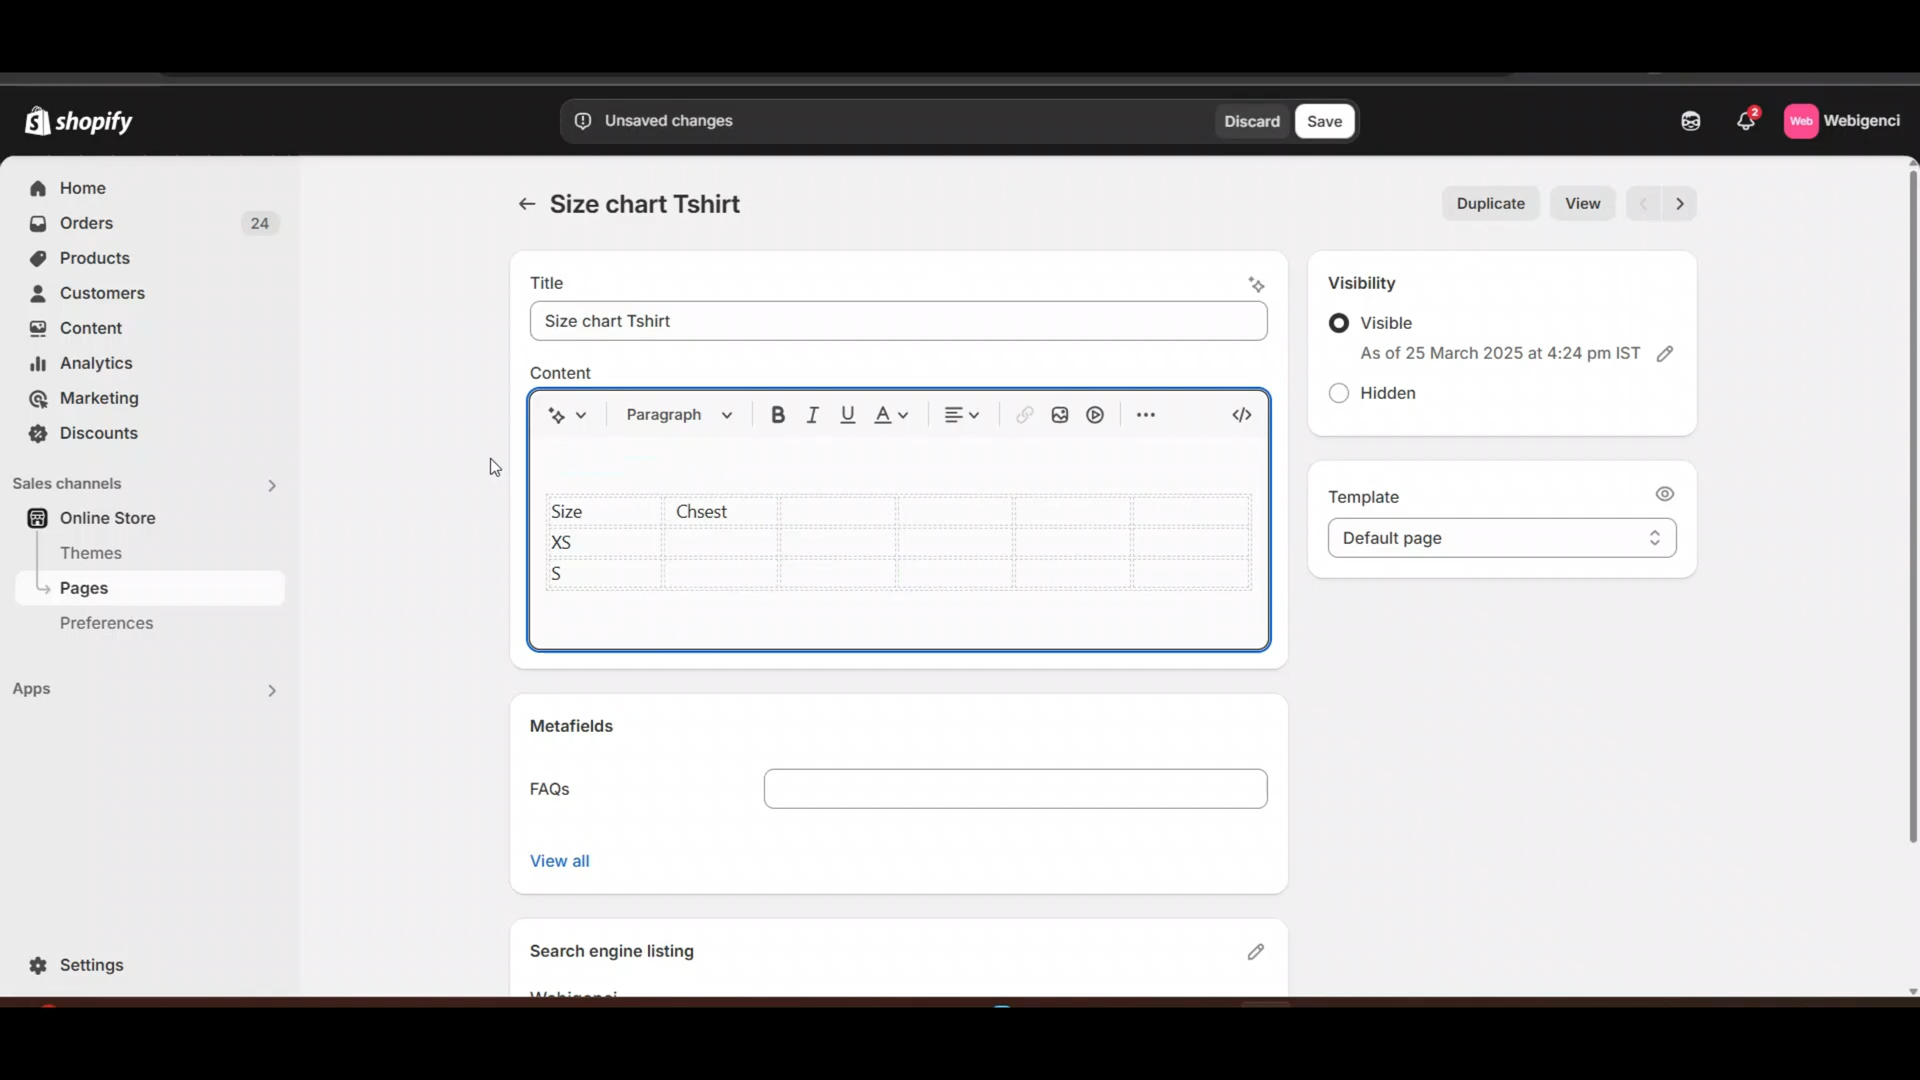 shopify
Unsaved changes
Discard
Save
2
Web
Webigenci
Home
Orders
24
Products
Customers
Content
Analytics
Marketing
Discounts
Sales channels
Online Store
Themes
Pages
Preferences
Apps
Settings
Size chart Tshirt
Duplicate
View
Title
Size chart Tshirt
Content
Paragraph
B I U A
Size Chsest
XS
S
Metafields
FAQs
View all
Search engine listing
Webigenci
Visibility
Visible
As of 25 March 2025 at 4:24 pm IST
Hidden
Template
Default page